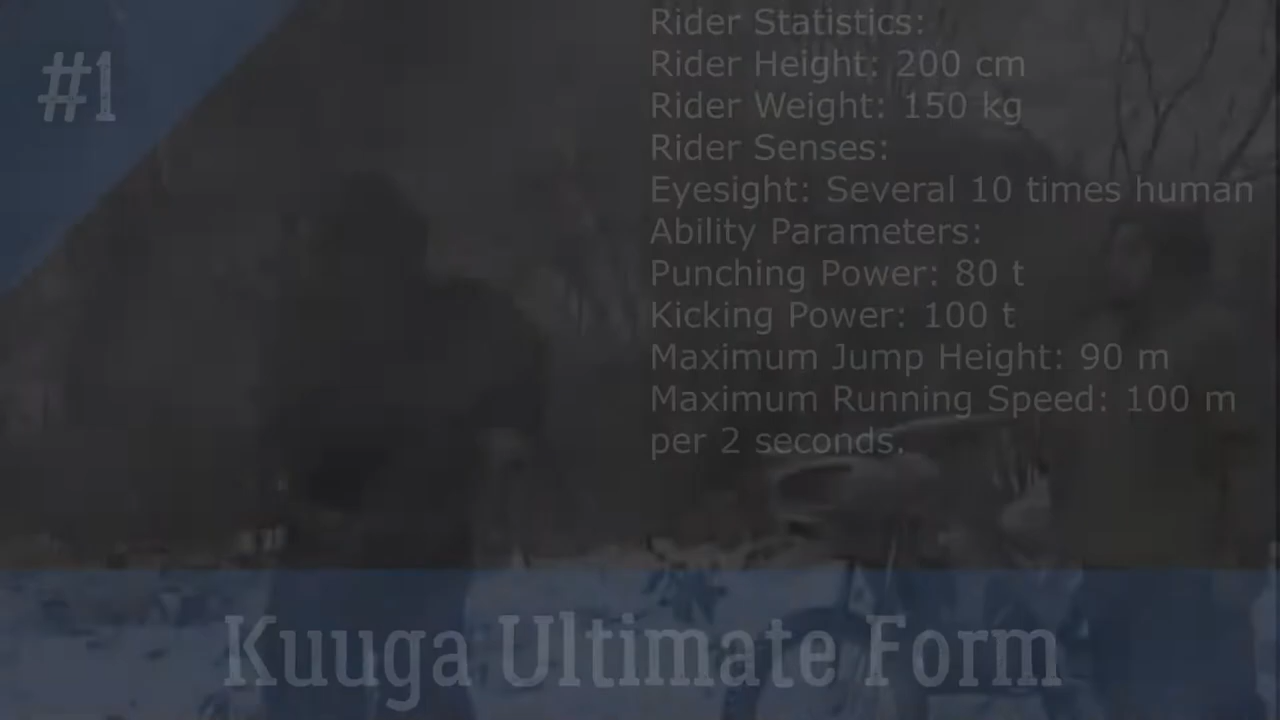 #1
Rider Statistics:
Rider Height: 200 cm
Rider Weight: 150 kg
Rider Senses:
Eyesight: Several 10 times human
Ability Parameters:
Punching Power: 80 t
Kicking Power: 100 t
Maximum Jump Height: 90 m
Maximum Running Speed: 100 m
per 2 seconds.
Kuuga Ultimate Form